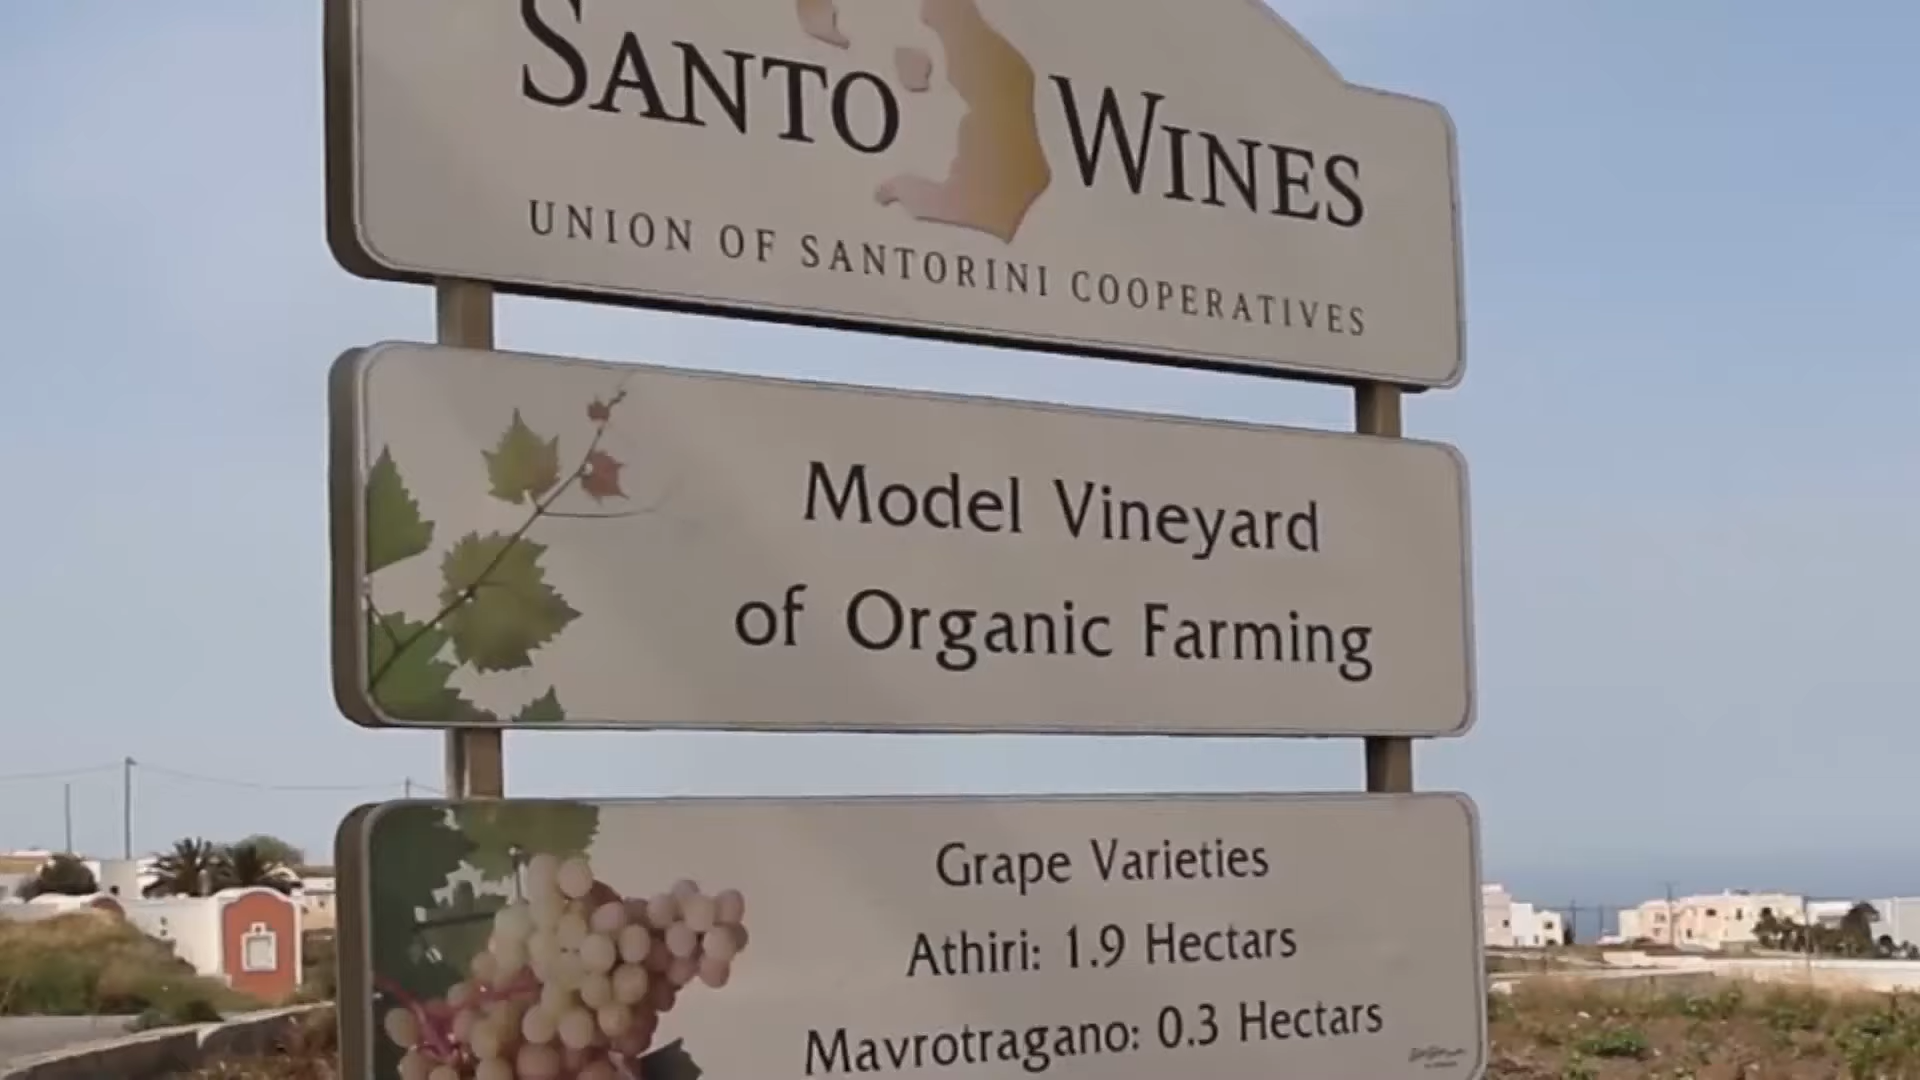 SANTO WINES
UNION OF SANTORINI COOPERATIVES
Model Vineyard
of Organic Farming
Grape Varieties
Athiri: 1.9 Hectars
Mavrotragano: 0.3 Hectars